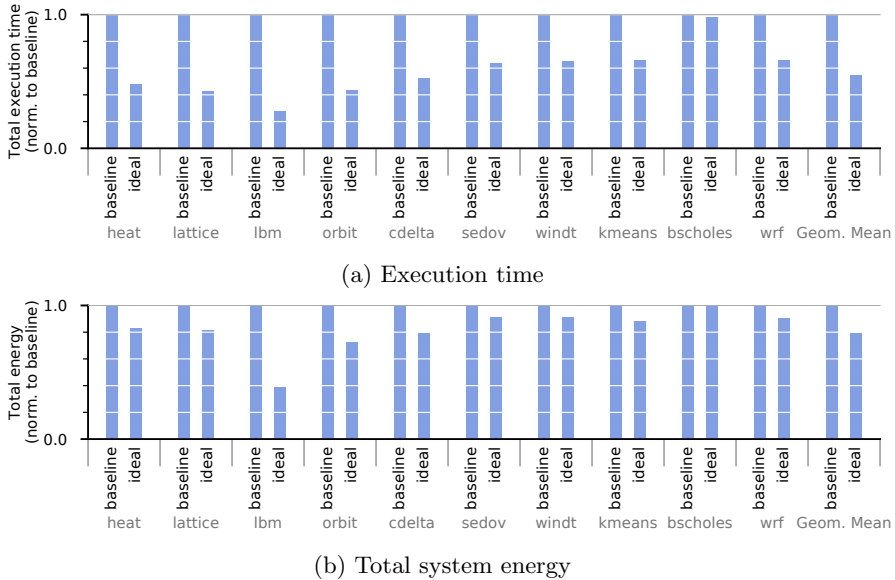 Total execution time
(norm. to baseline)
1.0
0.0
baseline ideal baseline ideal baseline ideal baseline ideal baseline ideal baseline ideal baseline ideal baseline ideal baseline ideal baseline ideal baseline ideal
heat lattice lbm orbit cdelta sedov windt kmeans bscholes wrf Geom. Mean
(a) Execution time
Total energy
(norm. to baseline)
1.0
0.0
baseline ideal baseline ideal baseline ideal baseline ideal baseline ideal baseline ideal baseline ideal baseline ideal baseline ideal baseline ideal baseline ideal
heat lattice lbm orbit cdelta sedov windt kmeans bscholes wrf Geom. Mean
(b) Total system energy